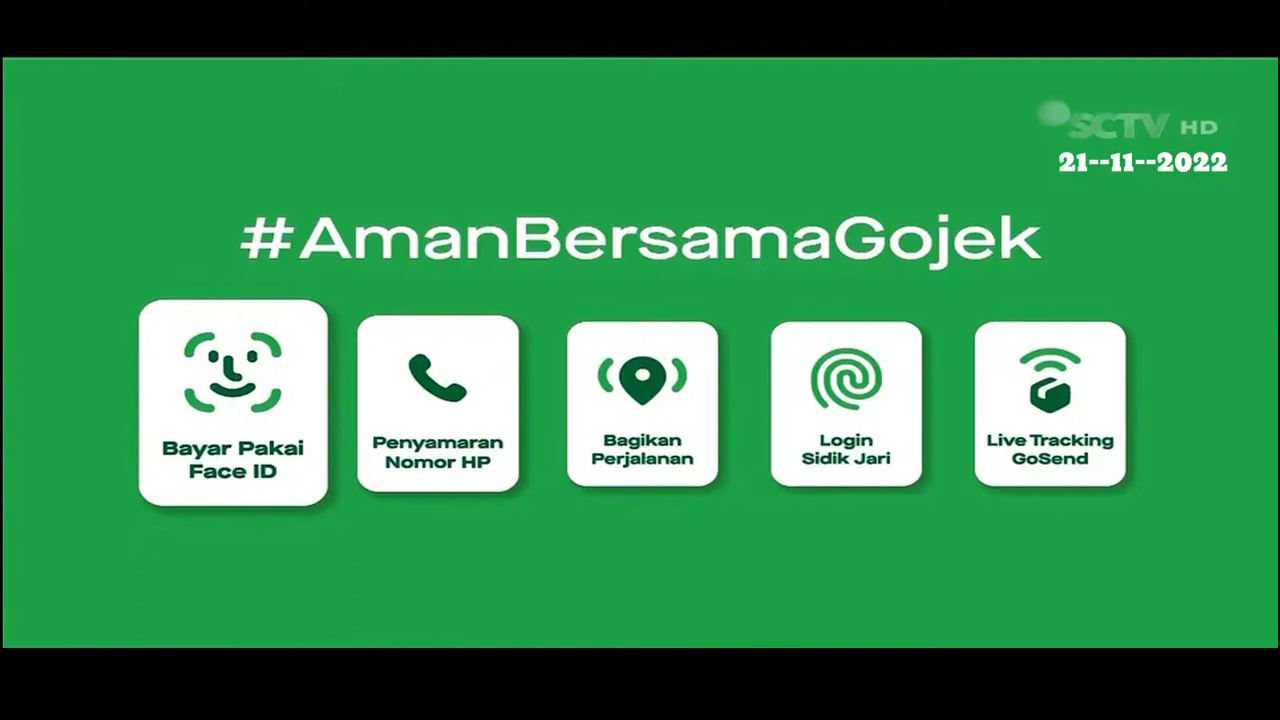 SCTV HD
21--11--2022
#AmanBersamaGojek
Bayar Pakai
Face ID
Penyamaran
Nomor HP
Bagikan
Perjalanan
Login
Sidik Jari
Live Tracking
GoSend